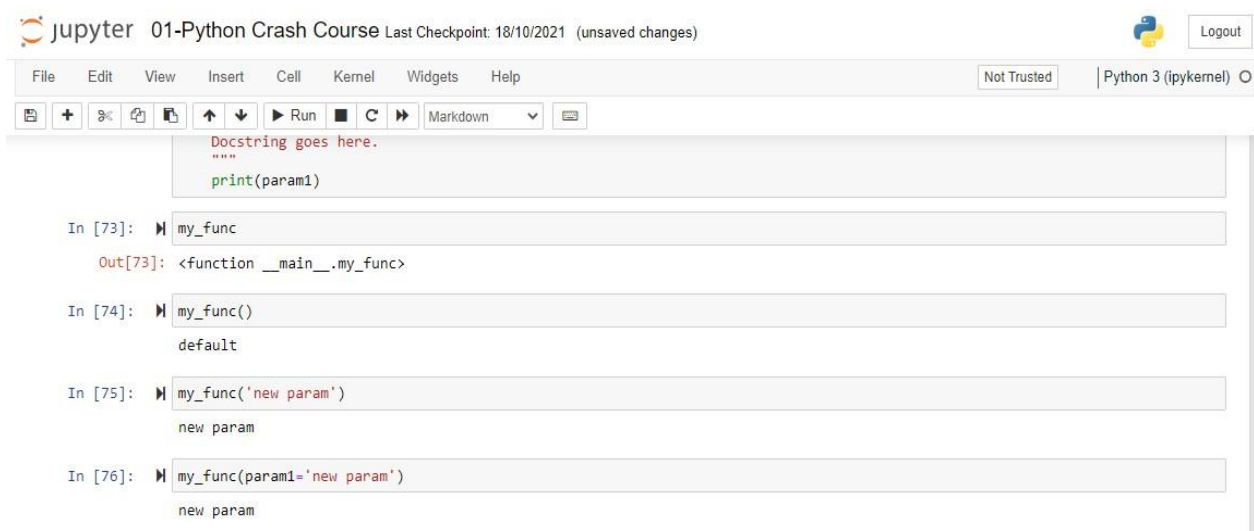 jupyter 01-Python Crash Course Last Checkpoint: 18/10/2021 (unsaved changes) Logout
File Edit View Insert Cell Kernel Widgets Help Not Trusted Python 3 (ipykernel)
Run Markdown
Docstring goes here.
"""
print(param1)
In [73]: my_func
Out[73]: <function __main__.my_func>
In [74]: my_func()
default
In [75]: my_func('new param')
new param
In [76]: my_func(param1='new param')
new param